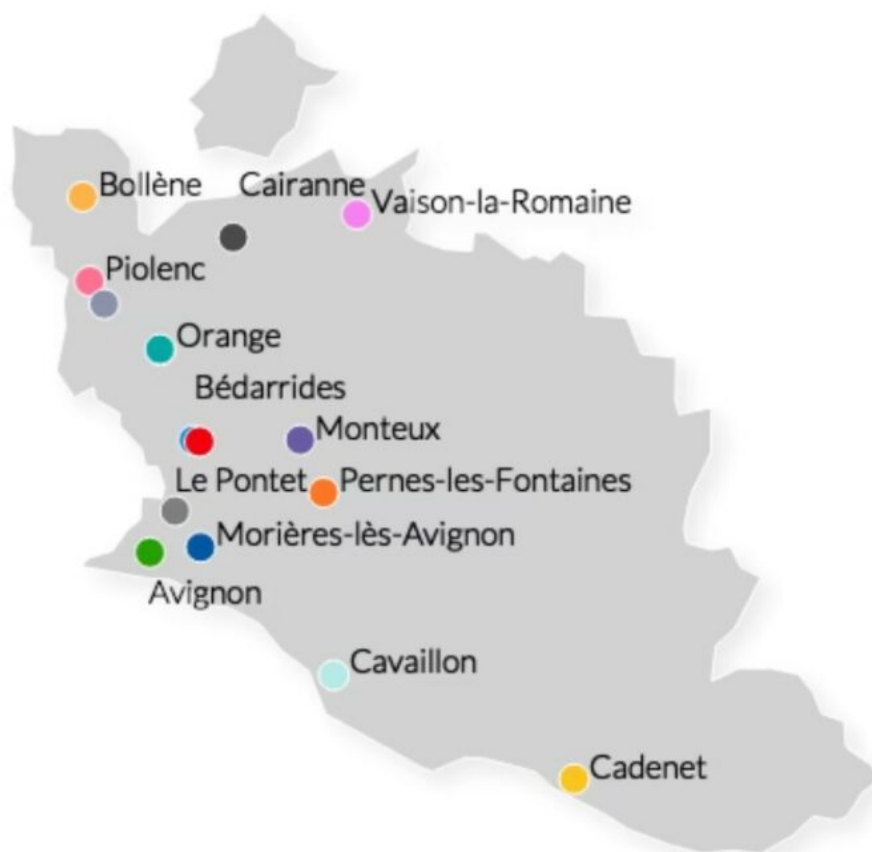 Bollène
Cairanne
Vaison-la-Romaine
Piolenc
Orange
Bédarrides
Monteux
Le Pontet
Pernes-les-Fontaines
Morières-lès-Avignon
Avignon
Cavaillon
Cadenet